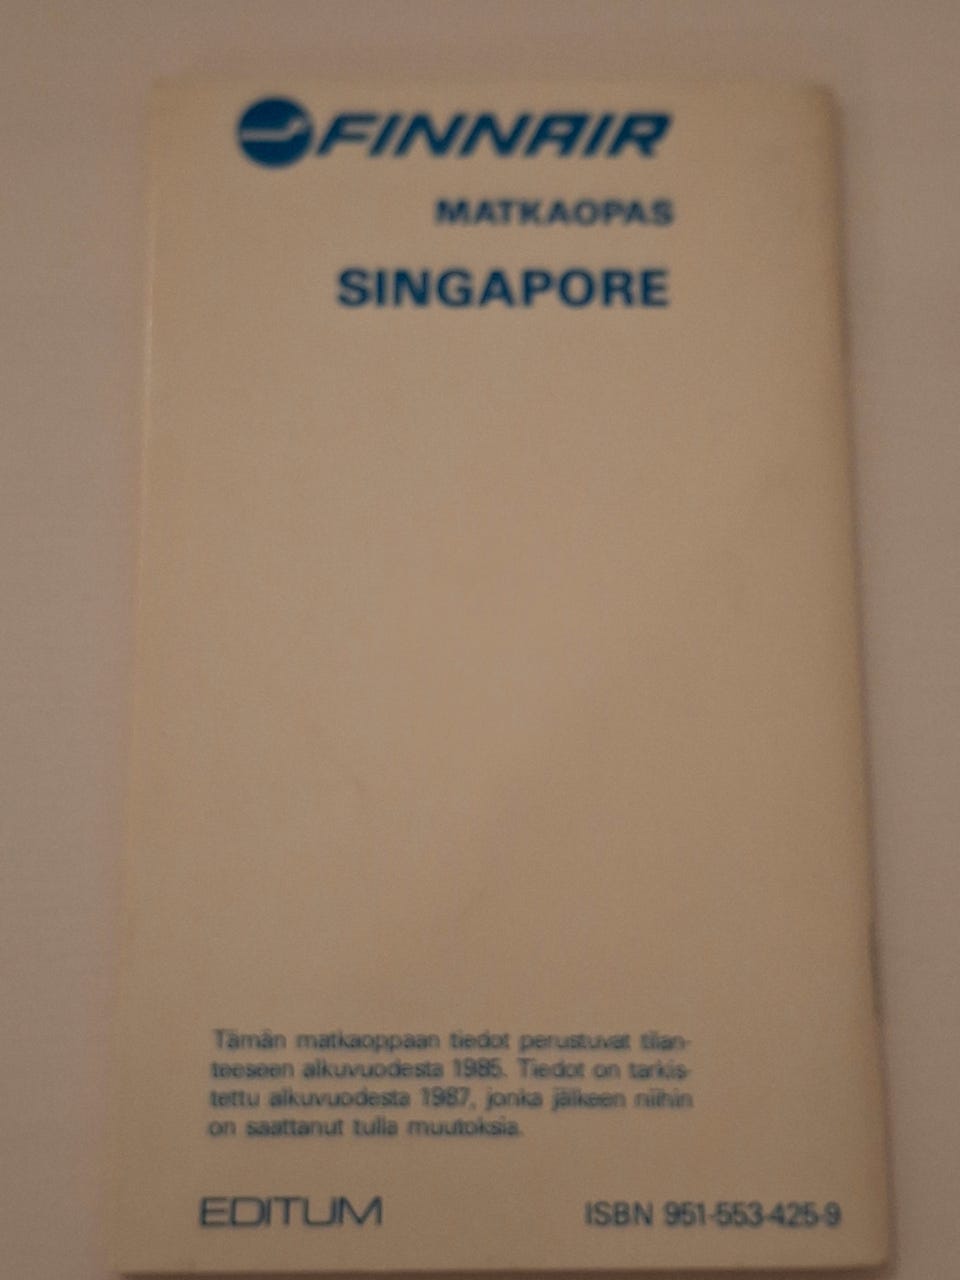 FINNAIR
MATKAOPAS
SINGAPORE
Tämän matkaoppaan tiedot perustuvat tilan-
teeseen alkuvuodesta 1985. Tiedot on tarkis-
tettu alkuvuodesta 1987, jonka jälkeen niihin
on saattanut tulla muutoksia.
EDITUM
ISBN 951-553-425-9